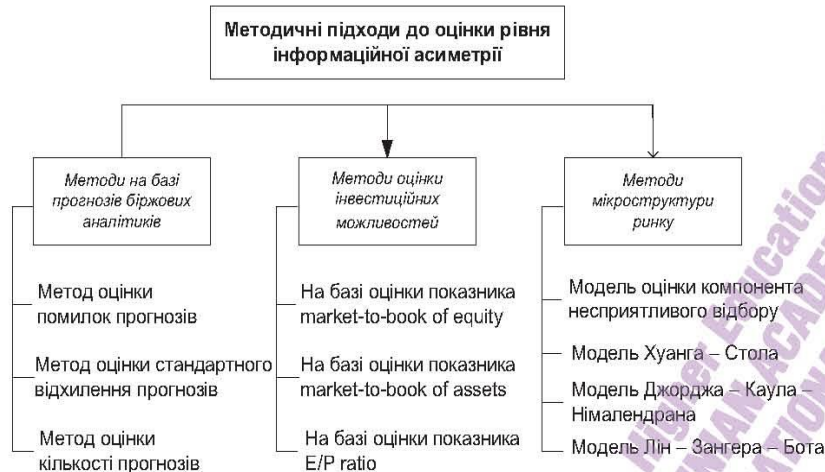 Методичні підходи до оцінки рівня
інформаційної асиметрії
Методи на базі
прогнозів біржових
аналітиків
Метод оцінки
помилок прогнозів
Метод оцінки стандартного
відхилення прогнозів
Метод оцінки
кількості прогнозів
Методи оцінки
інвестиційних
можливостей
На базі оцінки показника
market-to-book of equity
На базі оцінки показника
market-to-book of assets
На базі оцінки показника
E/P ratio
Методи
мікроструктури
ринку
Модель оцінки компонента
несприятливого відбору
Модель Хуанга – Стола
Модель Джорджа – Каула –
Німалендрана
Модель Лін – Зангера – Бота
Higher Education